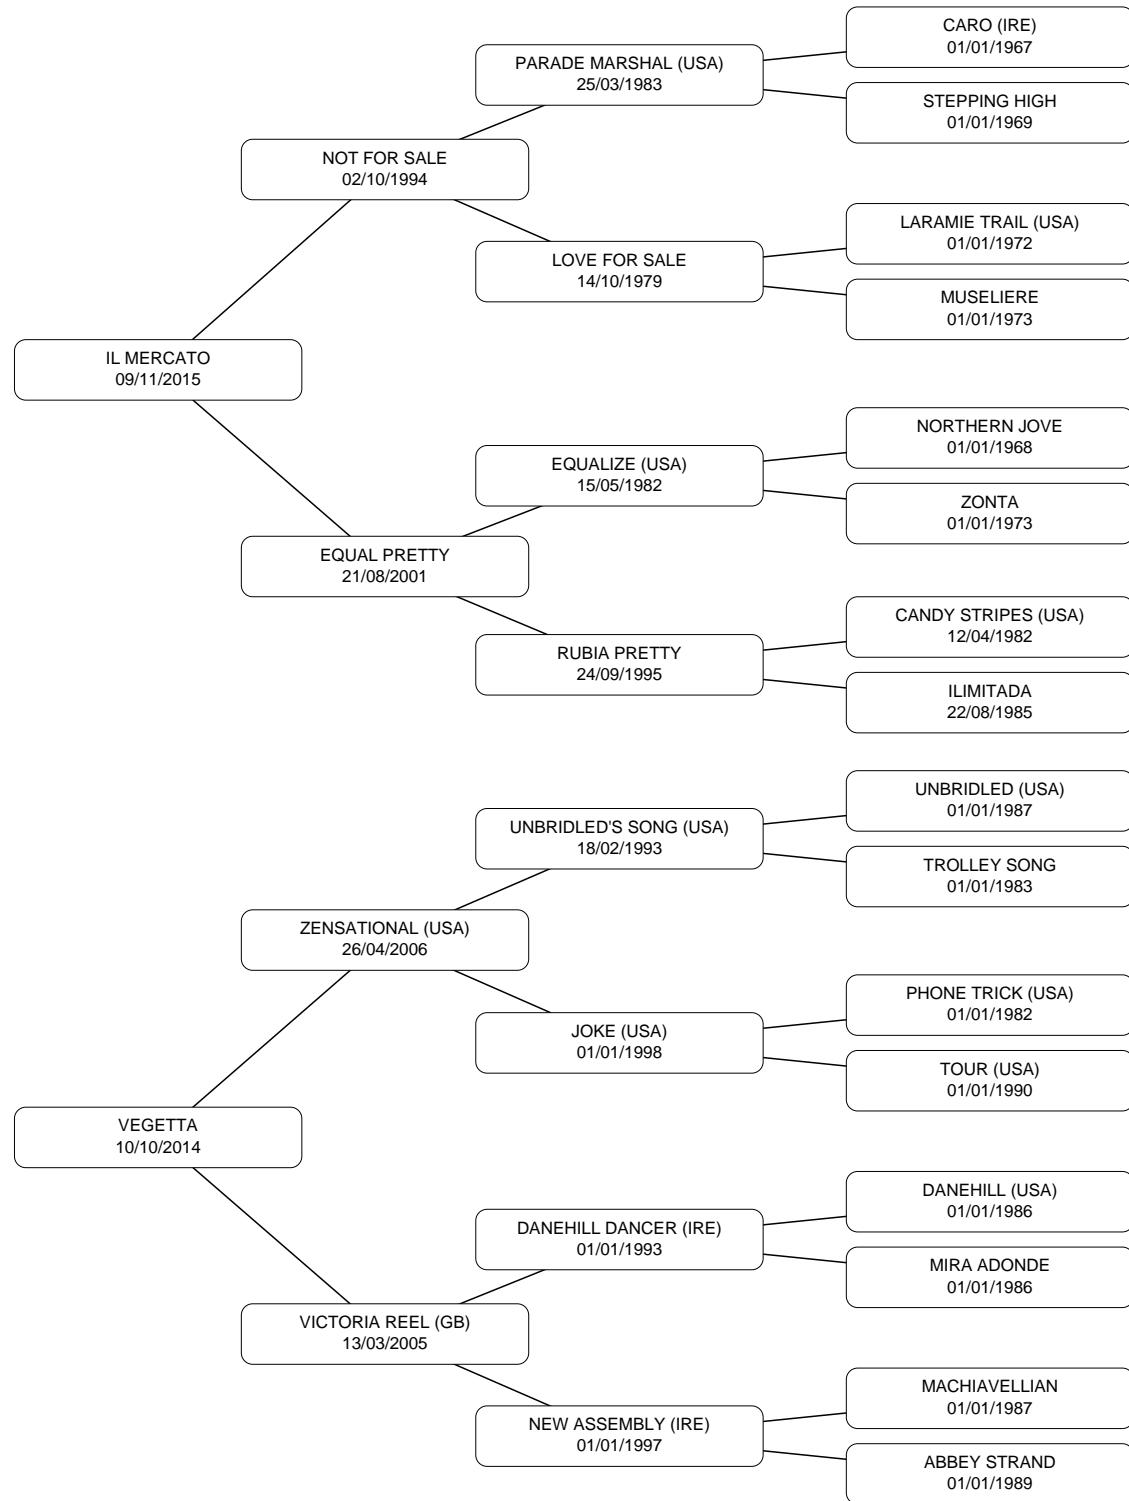 CARO (IRE)
01/01/1967
PARADE MARSHAL (USA)
25/03/1983
STEPPING HIGH
01/01/1969
NOT FOR SALE
02/10/1994
LARAMIE TRAIL (USA)
01/01/1972
LOVE FOR SALE
14/10/1979
MUSELIERE
01/01/1973
IL MERCATO
09/11/2015
NORTHERN JOVE
01/01/1968
EQUALIZE (USA)
15/05/1982
ZONTA
01/01/1973
EQUAL PRETTY
21/08/2001
CANDY STRIPES (USA)
12/04/1982
RUBIA PRETTY
24/09/1995
ILIMITADA
22/08/1985
UNBRIDLED (USA)
01/01/1987
UNBRIDLED'S SONG (USA)
18/02/1993
TROLLEY SONG
01/01/1983
ZENSATIONAL (USA)
26/04/2006
PHONE TRICK (USA)
01/01/1982
JOKE (USA)
01/01/1998
TOUR (USA)
01/01/1990
VEGETTA
10/10/2014
DANEHILL (USA)
01/01/1986
DANEHILL DANCER (IRE)
01/01/1993
MIRA ADONDE
01/01/1986
VICTORIA REEL (GB)
13/03/2005
MACHIAVELLIAN
01/01/1987
NEW ASSEMBLY (IRE)
01/01/1997
ABBEY STRAND
01/01/1989